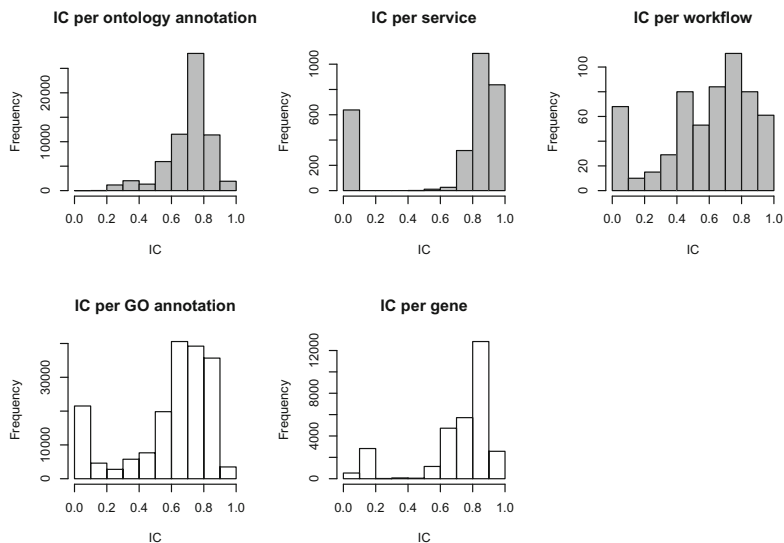 IC per ontology annotation
Frequency
0 10000 20000
0.0 0.2 0.4 0.6 0.8 1.0
IC
IC per service
Frequency
0 200 600 1000
0.0 0.2 0.4 0.6 0.8 1.0
IC
IC per workflow
Frequency
0 20 60 100
0.0 0.2 0.4 0.6 0.8 1.0
IC
IC per GO annotation
Frequency
0 10000 30000
0.0 0.2 0.4 0.6 0.8 1.0
IC
IC per gene
Frequency
0 4000 8000 12000
0.0 0.2 0.4 0.6 0.8 1.0
IC